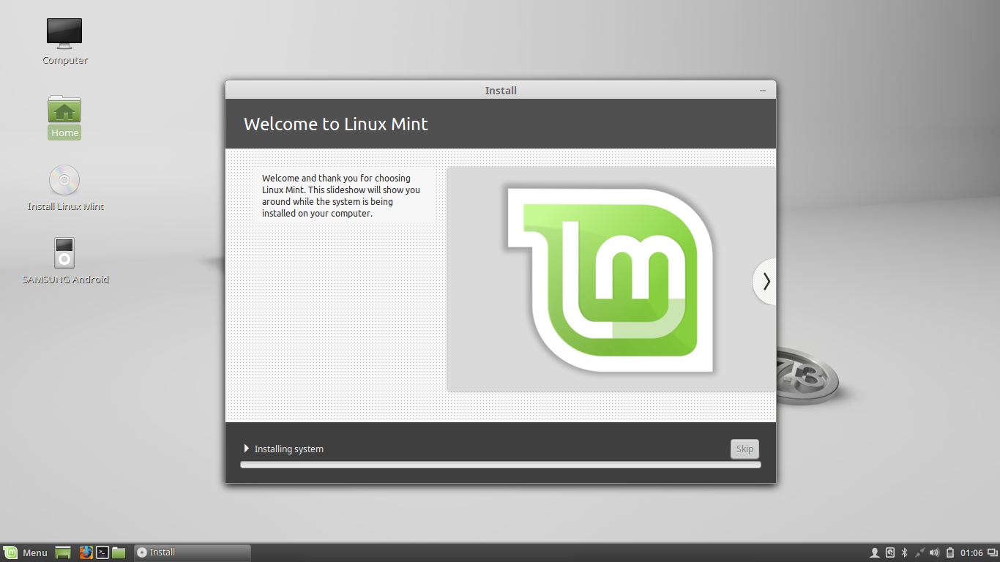 Computer
Home
Install Linux Mint
SAMSUNG Android
Install
Welcome to Linux Mint
Welcome and thank you for choosing
Linux Mint. This slideshow will show you
around while the system is being
installed on your computer.
7.3
Installing system
Skip
Menu
Install
01:06